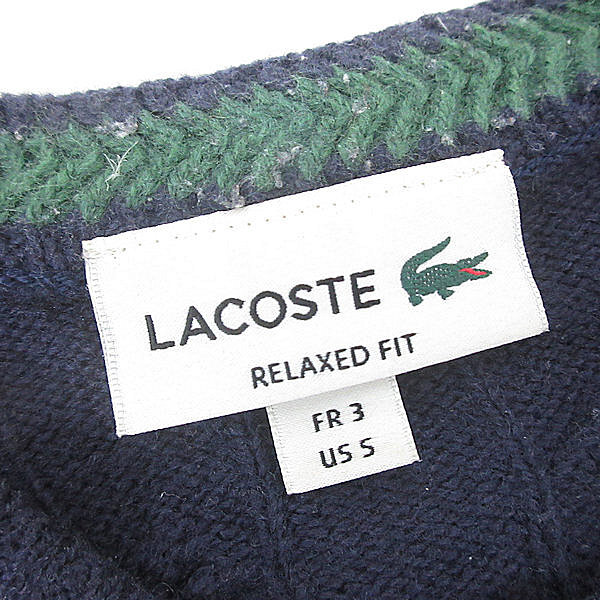 LACOSTE
RELAXED FIT
FR 3
US S